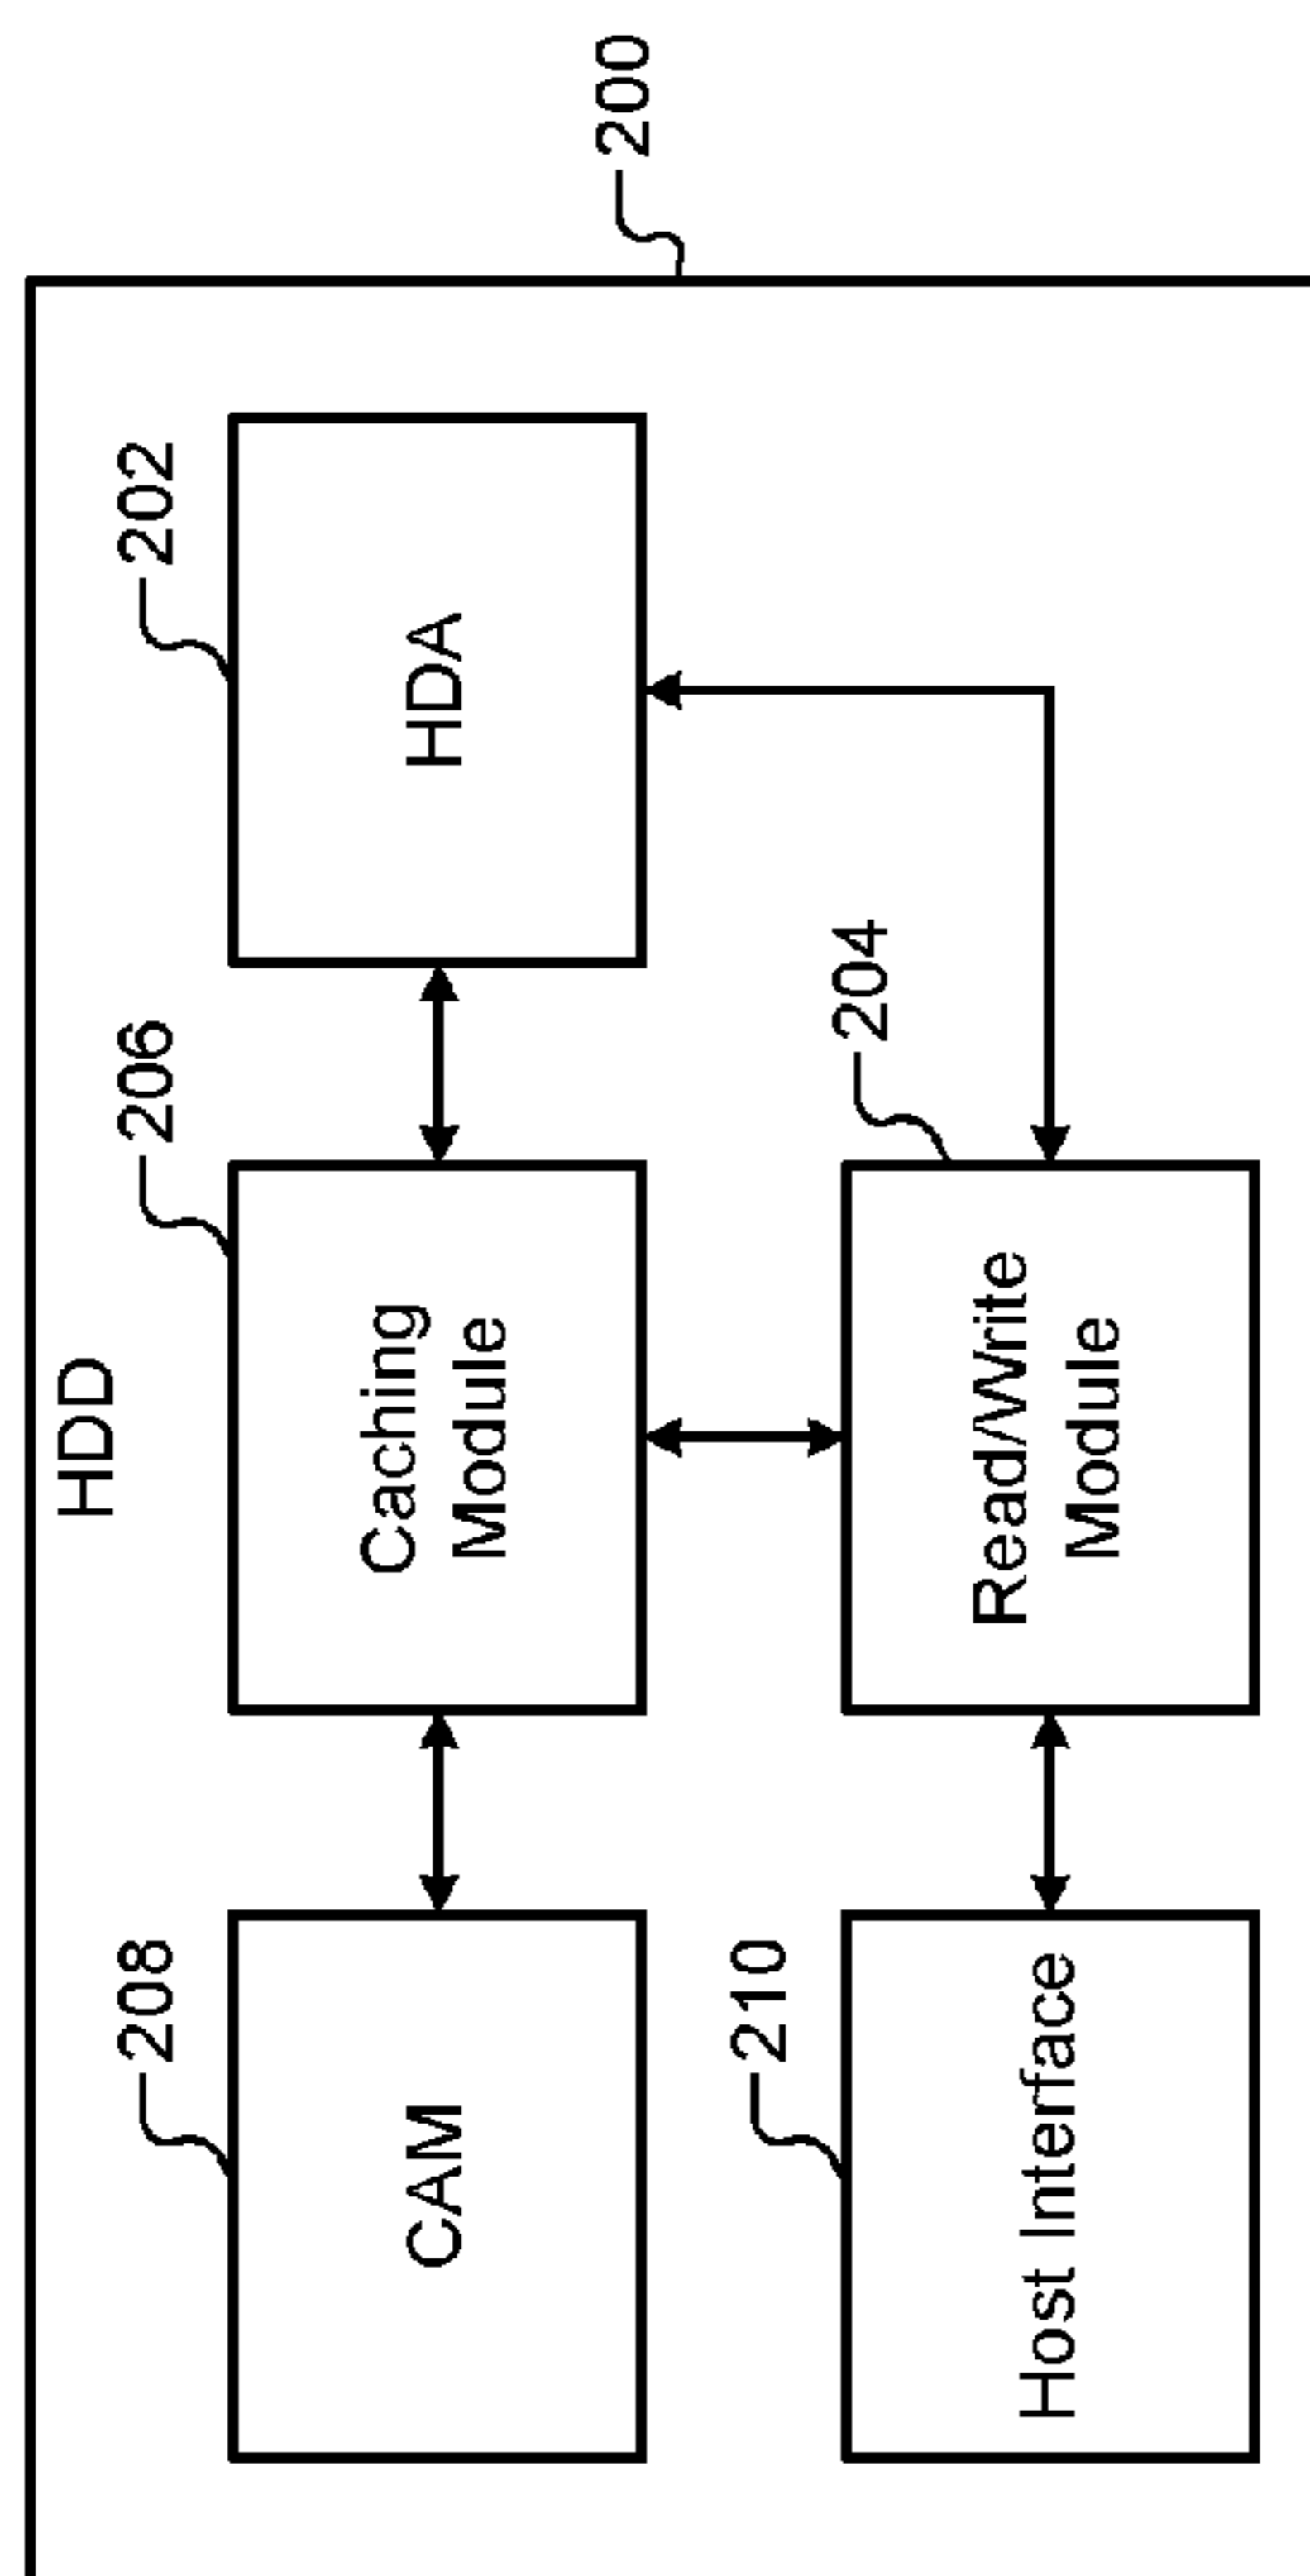 HDD
200
208
206
202
CAM
Caching
Module
HDA
210
204
Host Interface
Read/Write
Module